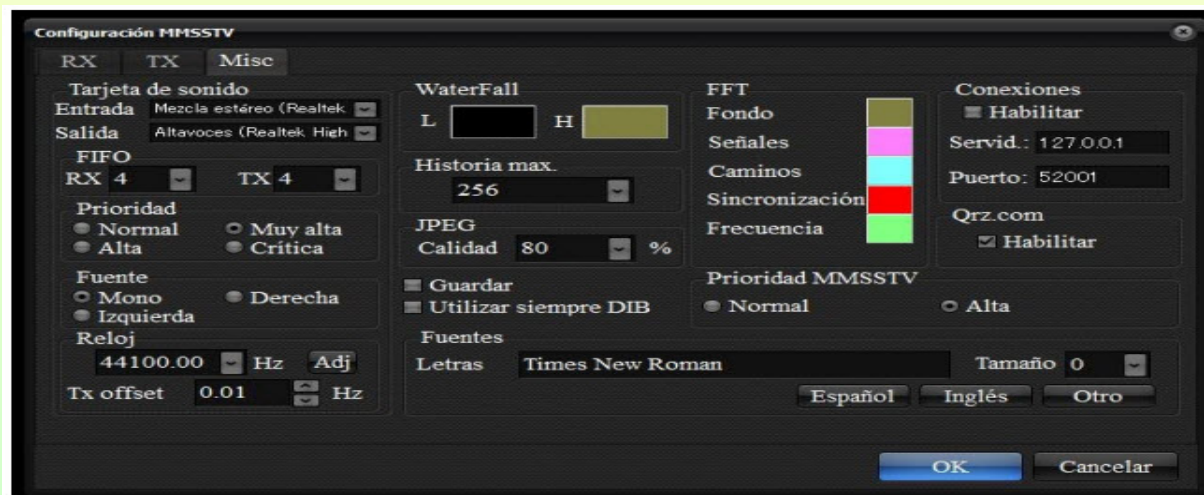 Configuración MMSSTV
RX TX Misc
Tarjeta de sonido
Entrada Mezcla estéreo (Realtek
Salida Altavoces (Realtek High
FIFO
RX 4 TX 4
Prioridad
Normal Muy alta
Alta Crítica
Fuente
Mono Derecha
Izquierda
Reloj
44100.00 Hz Adj
Tx offset 0.01 Hz
WaterFall
L H
Historia max.
256
JPEG
Calidad 80 %
Guardar
Utilizar siempre DIB
FFT
Fondo
Señales
Caminos
Sincronización
Frecuencia
Conexiones
Habilitar
Servid.: 127.0.0.1
Puerto: 52001
Qrz.com
Habilitar
Prioridad MMSSTV
Normal Alta
Fuentes
Letras Times New Roman Tamaño 0
Español Inglés Otro
OK Cancelar